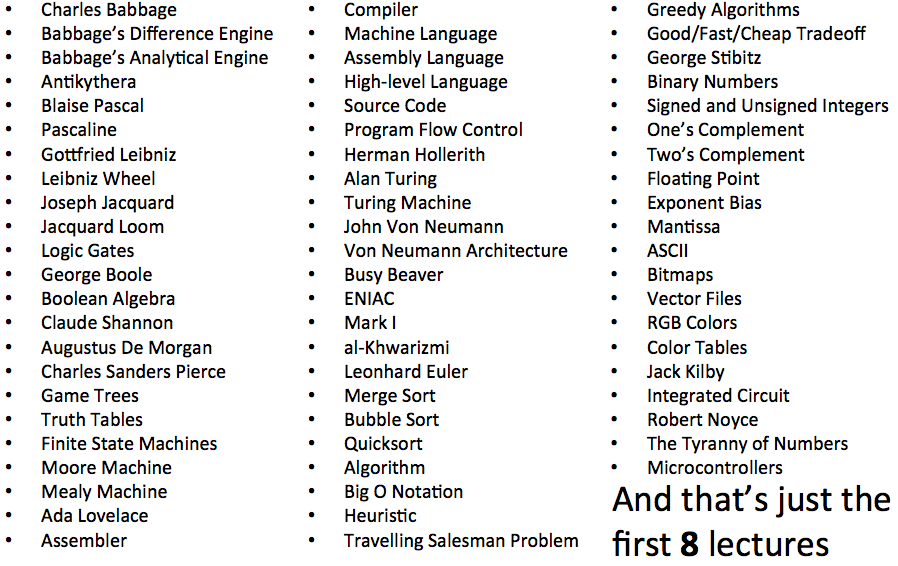 • Charles Babbage
• Babbage’s Difference Engine
• Babbage’s Analytical Engine
• Antikythera
• Blaise Pascal
• Pascaline
• Gottfried Leibniz
• Leibniz Wheel
• Joseph Jacquard
• Jacquard Loom
• Logic Gates
• George Boole
• Boolean Algebra
• Claude Shannon
• Augustus De Morgan
• Charles Sanders Pierce
• Game Trees
• Truth Tables
• Finite State Machines
• Moore Machine
• Mealy Machine
• Ada Lovelace
• Assembler
• Compiler
• Machine Language
• Assembly Language
• High-level Language
• Source Code
• Program Flow Control
• Herman Hollerith
• Alan Turing
• Turing Machine
• John Von Neumann
• Von Neumann Architecture
• Busy Beaver
• ENIAC
• Mark I
• al-Khwarizmi
• Leonhard Euler
• Merge Sort
• Bubble Sort
• Quicksort
• Algorithm
• Big O Notation
• Heuristic
• Travelling Salesman Problem
• Greedy Algorithms
• Good/Fast/Cheap Tradeoff
• George Stibitz
• Binary Numbers
• Signed and Unsigned Integers
• One’s Complement
• Two’s Complement
• Floating Point
• Exponent Bias
• Mantissa
• ASCII
• Bitmaps
• Vector Files
• RGB Colors
• Color Tables
• Jack Kilby
• Integrated Circuit
• Robert Noyce
• The Tyranny of Numbers
• Microcontrollers
And that’s just the
first 8 lectures